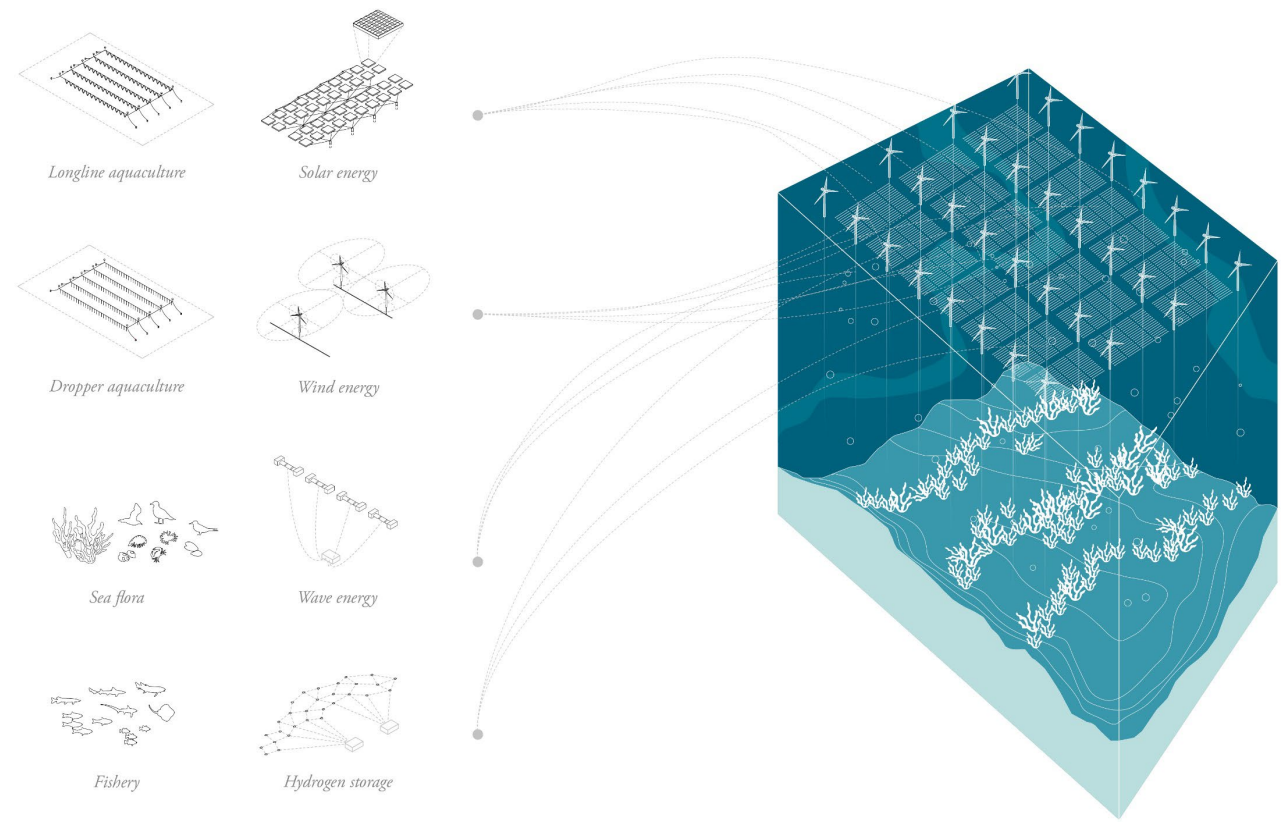 Longline aquaculture
Solar energy
Dropper aquaculture
Wind energy
Sea flora
Wave energy
Fishery
Hydrogen storage